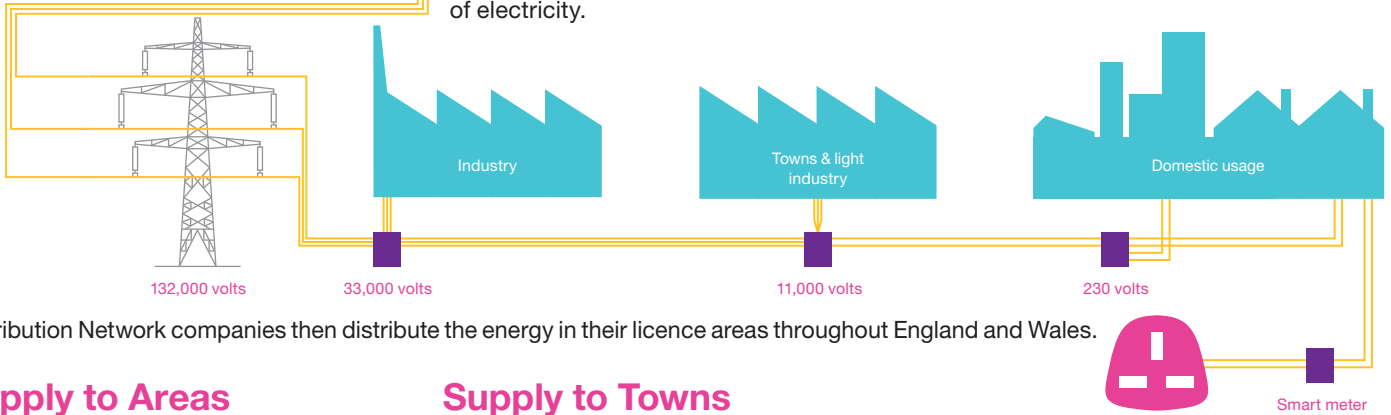 of electricity.
Industry
Towns & light
industry
Domestic usage
132,000 volts
33,000 volts
11,000 volts
230 volts
Network companies then distribute the energy in their licence areas throughout England and Wales.
to Areas
Supply to Towns
Smart meter